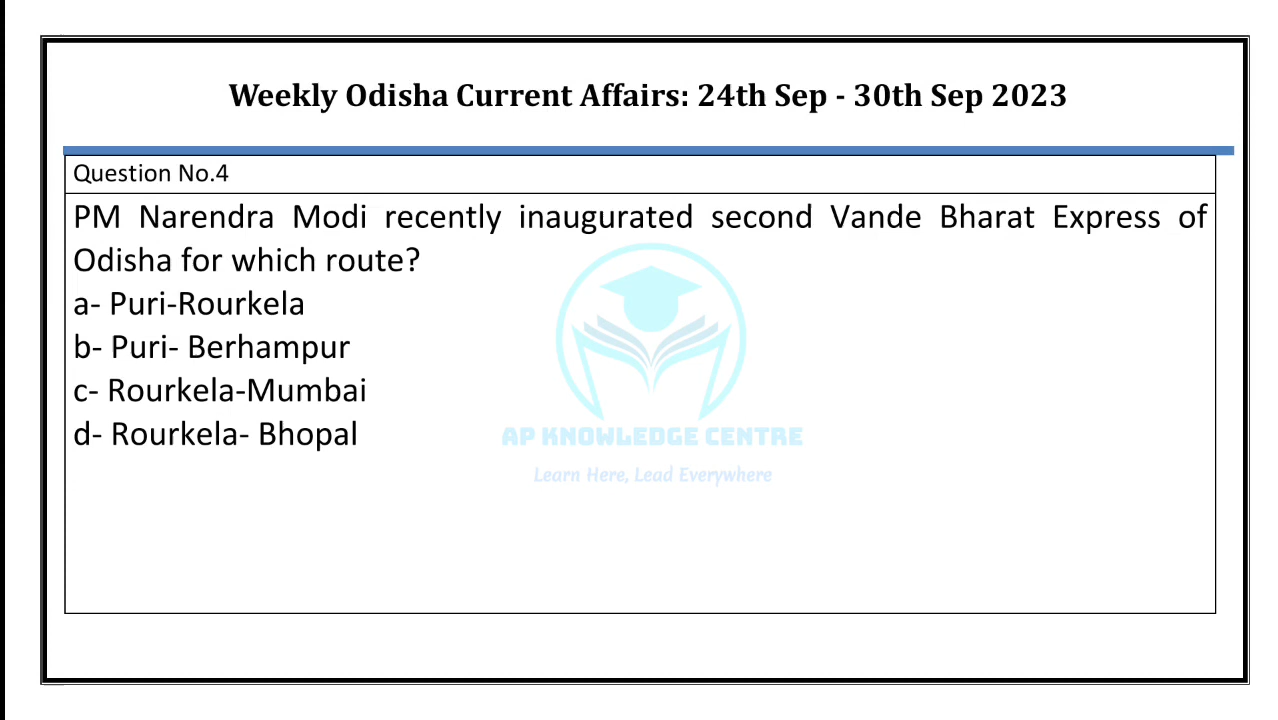 Weekly Odisha Current Affairs: 24th Sep - 30th Sep 2023
Question No.4
PM Narendra Modi recently inaugurated second Vande Bharat Express of
Odisha for which route?
a- Puri-Rourkela
b- Puri- Berhampur
c- Rourkela-Mumbai
d- Rourkela- Bhopal
AP KNOWLEDGE CENTRE
Learn Here, Lead Everywhere